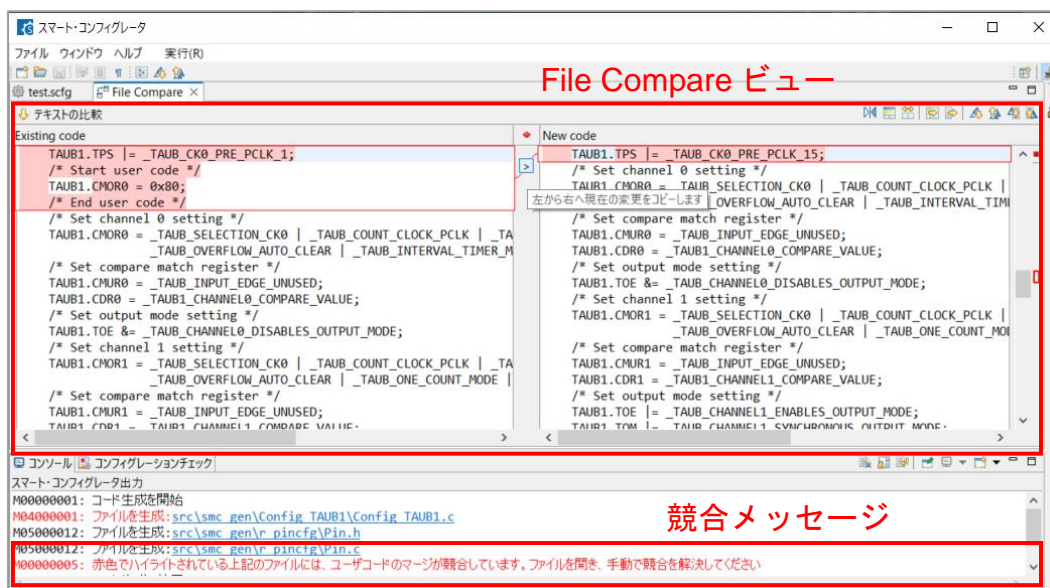 スマート・コンフィグレータ
ファイル ウィンドウ ヘルプ 実行(R)
File Compare ビュー
test.scfg File Compare
テキストの比較
Existing code
TAUB1.TPS |= _TAUB_CK0_PRE_PCLK_1;
/* Start user code */
TAUB1.CMOR0 = 0x80;
/* End user code */
/* Set channel 0 setting */
TAUB1.CMOR0 = _TAUB_SELECTION_CK0 | _TAUB_COUNT_CLOCK_PCLK | _TA
_TAUB_OVERFLOW_AUTO_CLEAR | _TAUB_INTERVAL_TIMER_M
/* Set compare match register */
TAUB1.CMUR0 = _TAUB_INPUT_EDGE_UNUSED;
TAUB1.CDR0 = _TAUB1_CHANNEL0_COMPARE_VALUE;
/* Set output mode setting */
TAUB1.TOE &= _TAUB_CHANNEL0_DISABLES_OUTPUT_MODE;
/* Set channel 1 setting */
TAUB1.CMOR1 = _TAUB_SELECTION_CK0 | _TAUB_COUNT_CLOCK_PCLK | _TA
_TAUB_OVERFLOW_AUTO_CLEAR | _TAUB_ONE_COUNT_MODE |
/* Set compare match register */
TAUB1.CMUR1 = _TAUB_INPUT_EDGE_UNUSED;
TAUB1.CDR1 = _TAUB1_CHANNEL1_COMPARE_VALUE;
New code
TAUB1.TPS |= _TAUB_CK0_PRE_PCLK_15;
/* Set channel 0 setting */
TAUB1.CMOR0 = _TAUB_SELECTION_CK0 | _TAUB_COUNT_CLOCK_PCLK |
左から右へ現在の変更をコピーします
_OVERFLOW_AUTO_CLEAR | _TAUB_INTERVAL_TIM
/* Set compare match register */
TAUB1.CMUR0 = _TAUB_INPUT_EDGE_UNUSED;
TAUB1.CDR0 = _TAUB1_CHANNEL0_COMPARE_VALUE;
/* Set output mode setting */
TAUB1.TOE &= _TAUB_CHANNEL0_DISABLES_OUTPUT_MODE;
/* Set channel 1 setting */
TAUB1.CMOR1 = _TAUB_SELECTION_CK0 | _TAUB_COUNT_CLOCK_PCLK |
_TAUB_OVERFLOW_AUTO_CLEAR | _TAUB_ONE_COUNT_MOD
/* Set compare match register */
TAUB1.CMUR1 = _TAUB_INPUT_EDGE_UNUSED;
TAUB1.CDR1 = _TAUB1_CHANNEL1_COMPARE_VALUE;
/* Set output mode setting */
TAUB1.TOE |= _TAUB_CHANNEL1_ENABLES_OUTPUT_MODE;
TAUB1.TOM |= _TAUB_CHANNEL1_SYNCHRONOUS_OUTPUT_MODE;
コンソール コンフィグレーションチェック
スマート・コンフィグレータ出力
M00000001: コード生成を開始
M04000001: ファイルを生成:src\smc_gen\Config_TAUB1\Config_TAUB1.c
M05000012: ファイルを生成:src\smc_gen\r_pincfg\Pin.h
M05000012: ファイルを生成:src\smc_gen\r_pincfg\Pin.c
M00000005: 赤色でハイライトされている上記のファイルには、ユーザコードのマージが競合しています。ファイルを開き、手動で競合を解決してください
競合メッセージ